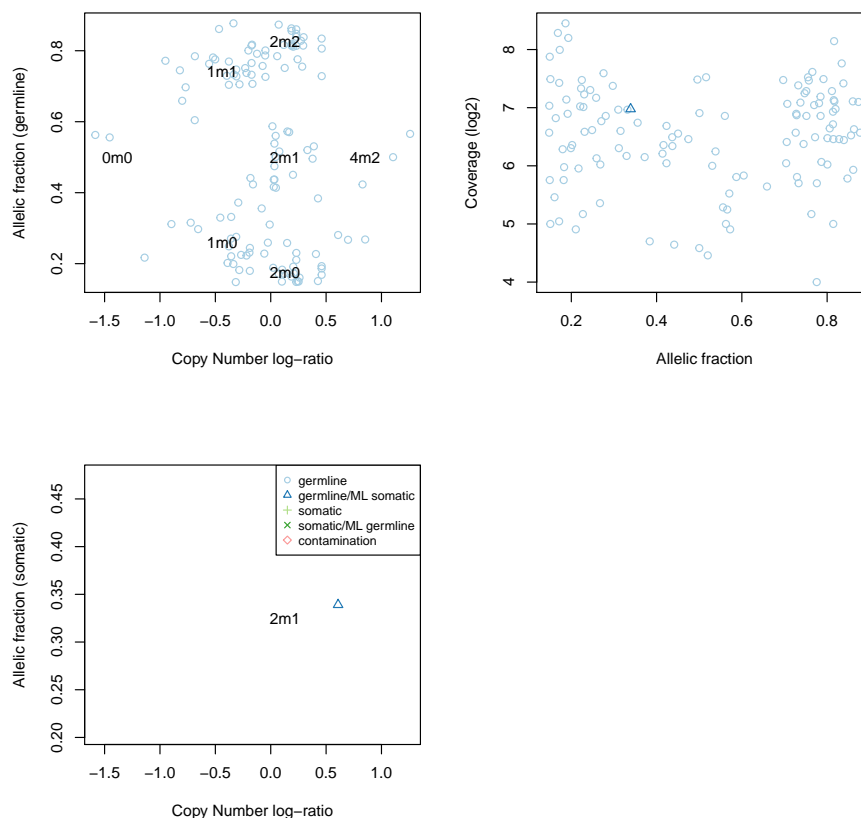 Allelic fraction (germline)
0.8
0.6
0.4
0.2
2m2
1m1
0m0
2m1
4m2
1m0
2m0
−1.5
−1.0
−0.5
0.0
0.5
1.0
Copy Number log−ratio
Coverage (log2)
8
7
6
5
4
0.2
0.4
0.6
0.8
Allelic fraction
Allelic fraction (somatic)
0.45
0.40
0.35
0.30
0.25
0.20
germline
germline/ML somatic
somatic
somatic/ML germline
contamination
2m1
−1.5
−1.0
−0.5
0.0
0.5
1.0
Copy Number log−ratio